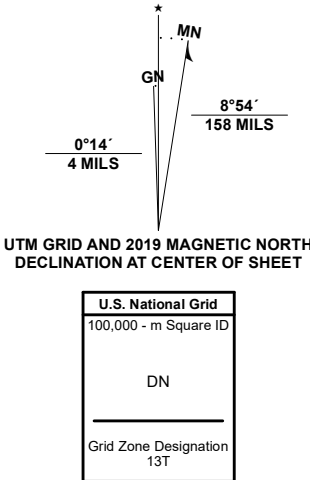 ★
MN
GN
8°54´
158 MILS
0°14´
4 MILS
UTM GRID AND 2019 MAGNETIC NORTH
DECLINATION AT CENTER OF SHEET
U.S. National Grid
100,000 - m Square ID
DN
Grid Zone Designation
13T